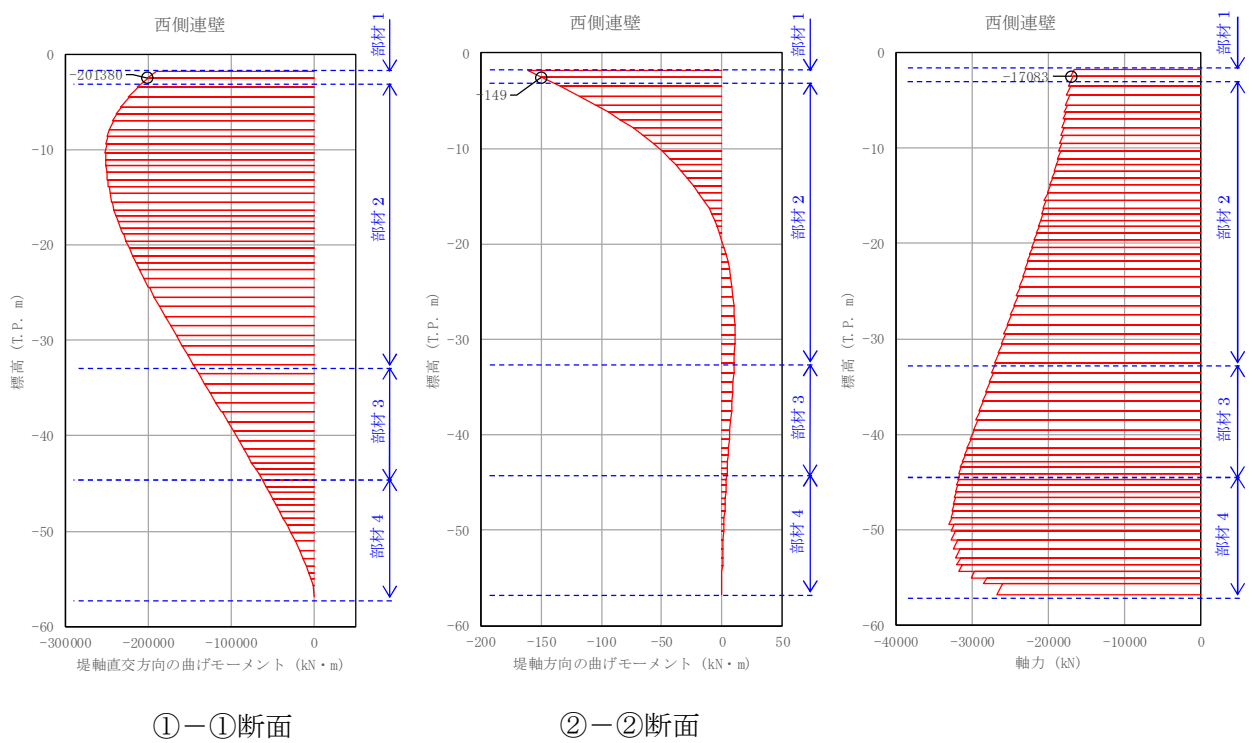 西側連壁
0
-10
-20
-30
-40
-50
-60
標高 (T.P. m)
-201380
-300000
-200000
-100000
0
堤軸直交方向の曲げモーメント (kN・m)
部材 1
部材 2
部材 3
部材 4
①－①断面
西側連壁
0
-10
-20
-30
-40
-50
-60
標高 (T.P. m)
-149
-200
-150
-100
-50
0
50
堤軸方向の曲げモーメント (kN・m)
部材 1
部材 2
部材 3
部材 4
②－②断面
西側連壁
0
-10
-20
-30
-40
-50
-60
標高 (T.P. m)
-17083
-40000
-30000
-20000
-10000
0
軸力 (kN)
部材 1
部材 2
部材 3
部材 4